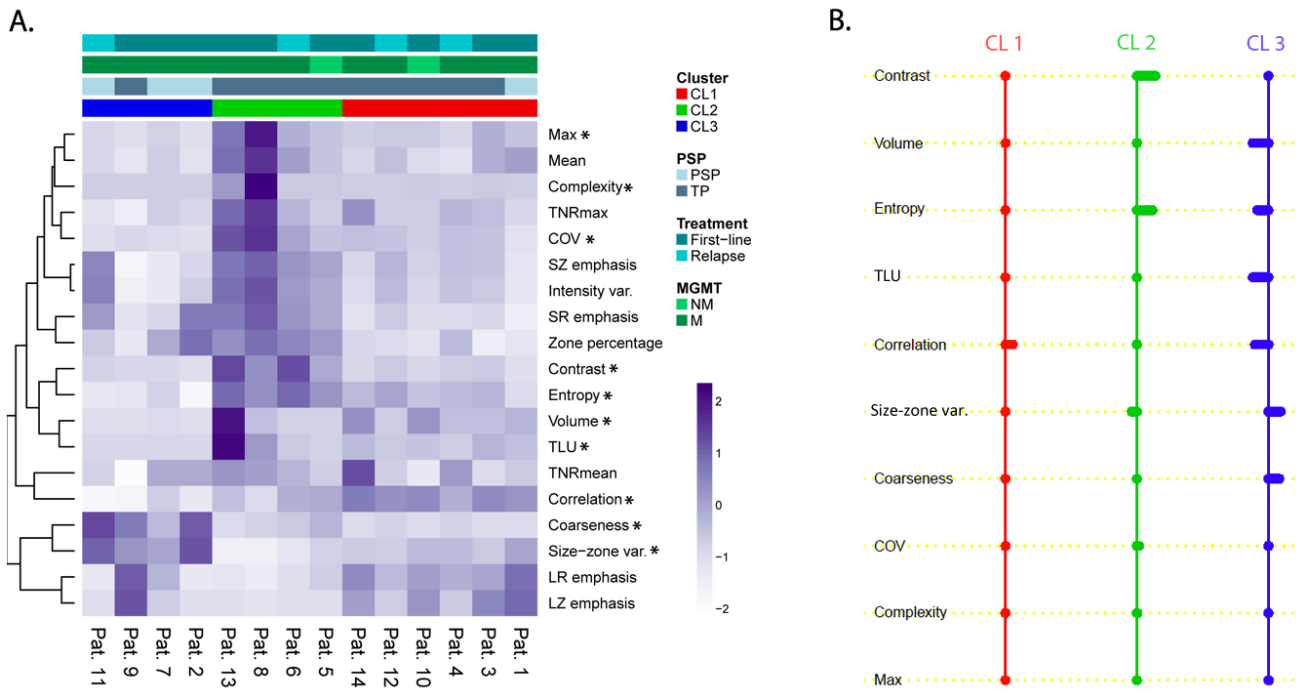 A.
Cluster
CL1
CL2
CL3
PSP
PSP
TP
Treatment
First-line
Relapse
MGMT
NM
M
Max *
Mean
Complexity *
TNRmax
COV *
SZ emphasis
Intensity var.
SR emphasis
Zone percentage
Contrast *
Entropy *
Volume *
TLU *
TNRmean
Correlation *
Coarseness *
Size-zone var. *
LR emphasis
LZ emphasis
2
1
0
−1
−2
Pat. 11
Pat. 9
Pat. 7
Pat. 2
Pat. 13
Pat. 8
Pat. 6
Pat. 5
Pat. 14
Pat. 12
Pat. 10
Pat. 4
Pat. 3
Pat. 1
B.
CL 1 CL 2 CL 3
Contrast
Volume
Entropy
TLU
Correlation
Size-zone var.
Coarseness
COV
Complexity
Max